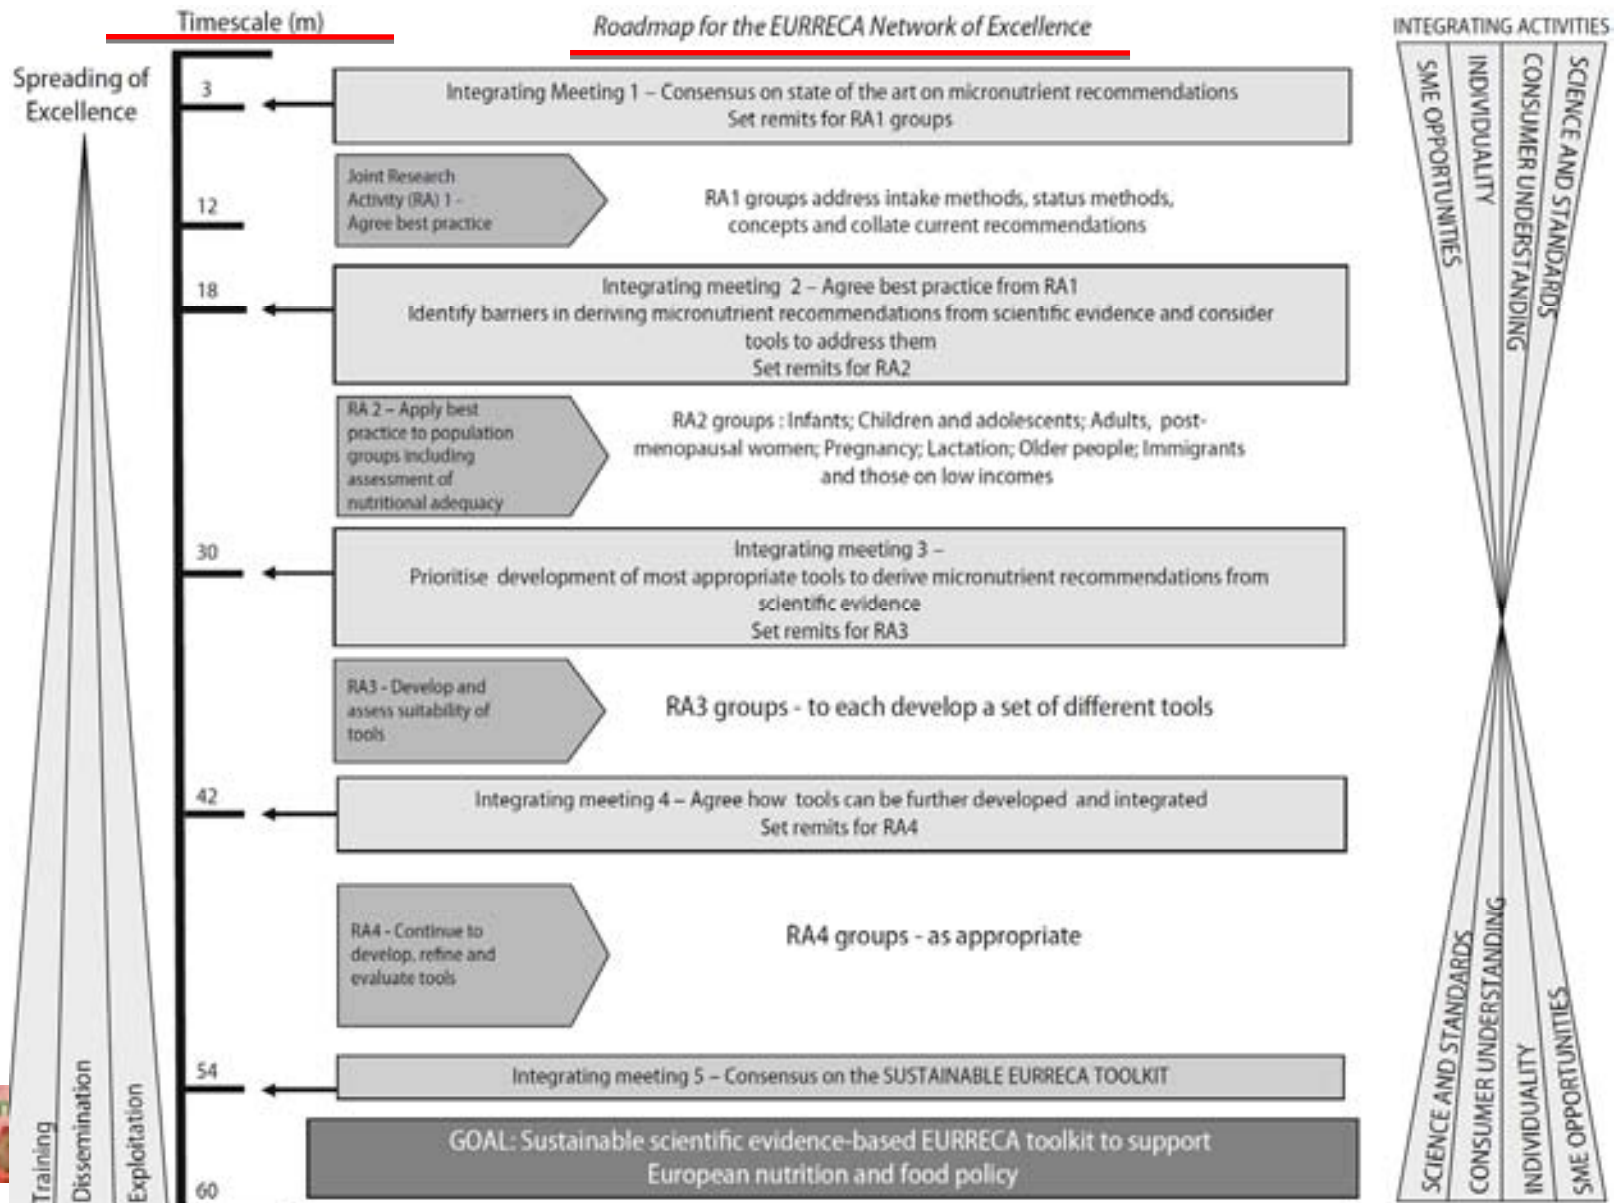 Timescale (m)
Roadmap for the EURRECA Network of Excellence
INTEGRATING ACTIVITIES
Spreading of
Excellence
3
Integrating Meeting 1 – Consensus on state of the art on micronutrient recommendations
Set remits for RA1 groups
SME OPPORTUNITIES
INDIVIDUALITY
CONSUMER UNDERSTANDING
SCIENCE AND STANDARDS
Joint Research
Activity (RA) 1 -
Agree best practice
12
RA1 groups address intake methods, status methods,
concepts and collate current recommendations
18
Integrating meeting 2 – Agree best practice from RA1
Identify barriers in deriving micronutrient recommendations from scientific evidence and consider
tools to address them
Set remits for RA2
RA 2 – Apply best
practice to population
groups including
assessment of
nutritional adequacy
RA2 groups : Infants; Children and adolescents; Adults, post-
menopausal women; Pregnancy; Lactation; Older people; Immigrants
and those on low incomes
30
Integrating meeting 3 –
Prioritise development of most appropriate tools to derive micronutrient recommendations from
scientific evidence
Set remits for RA3
RA3 - Develop and
assess suitability of
tools
RA3 groups - to each develop a set of different tools
42
Integrating meeting 4 – Agree how tools can be further developed and integrated
Set remits for RA4
RA4 - Continue to
develop, refine and
evaluate tools
RA4 groups - as appropriate
54
Integrating meeting 5 – Consensus on the SUSTAINABLE EURRECA TOOLKIT
GOAL: Sustainable scientific evidence-based EURRECA toolkit to support
European nutrition and food policy
60
Training
Dissemination
Exploitation
SCIENCE AND STANDARDS
CONSUMER UNDERSTANDING
INDIVIDUALITY
SME OPPORTUNITIES